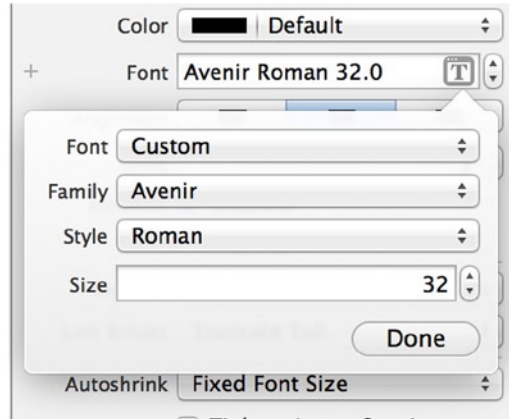 Color Default
+ Font Avenir Roman 32.0 T
Font Custom
Family Avenir
Style Roman
Size 32
Done
Autoshrink Fixed Font Size